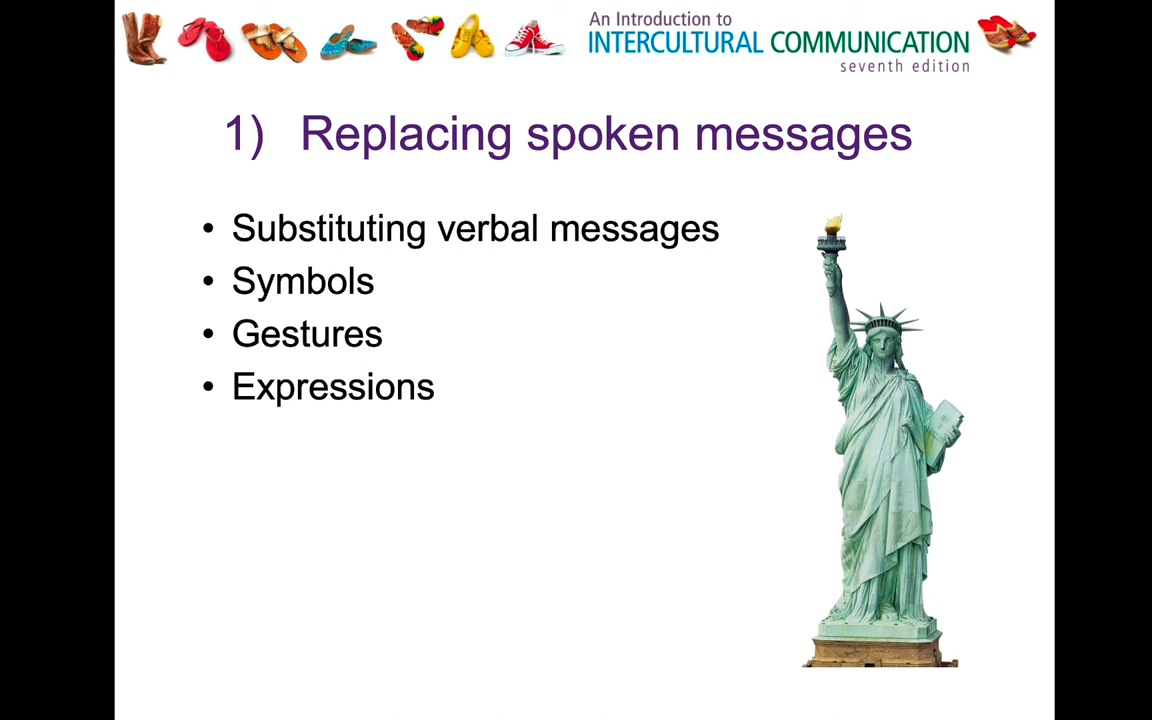 An Introduction to
INTERCULTURAL COMMUNICATION
seventh edition
1) Replacing spoken messages
• Substituting verbal messages
• Symbols
• Gestures
• Expressions